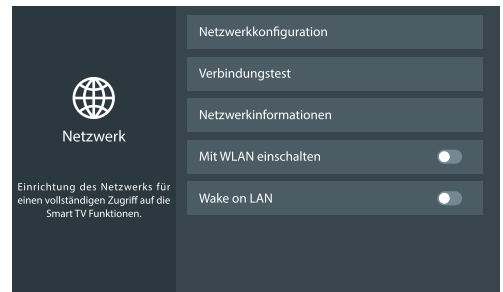 Netzwerk
Einrichtung des Netzwerks für
einen vollständigen Zugriff auf die
Smart TV Funktionen.
Netzwerkkonfiguration
Verbindungstest
Netzwerkinformationen
Mit WLAN einschalten
Wake on LAN